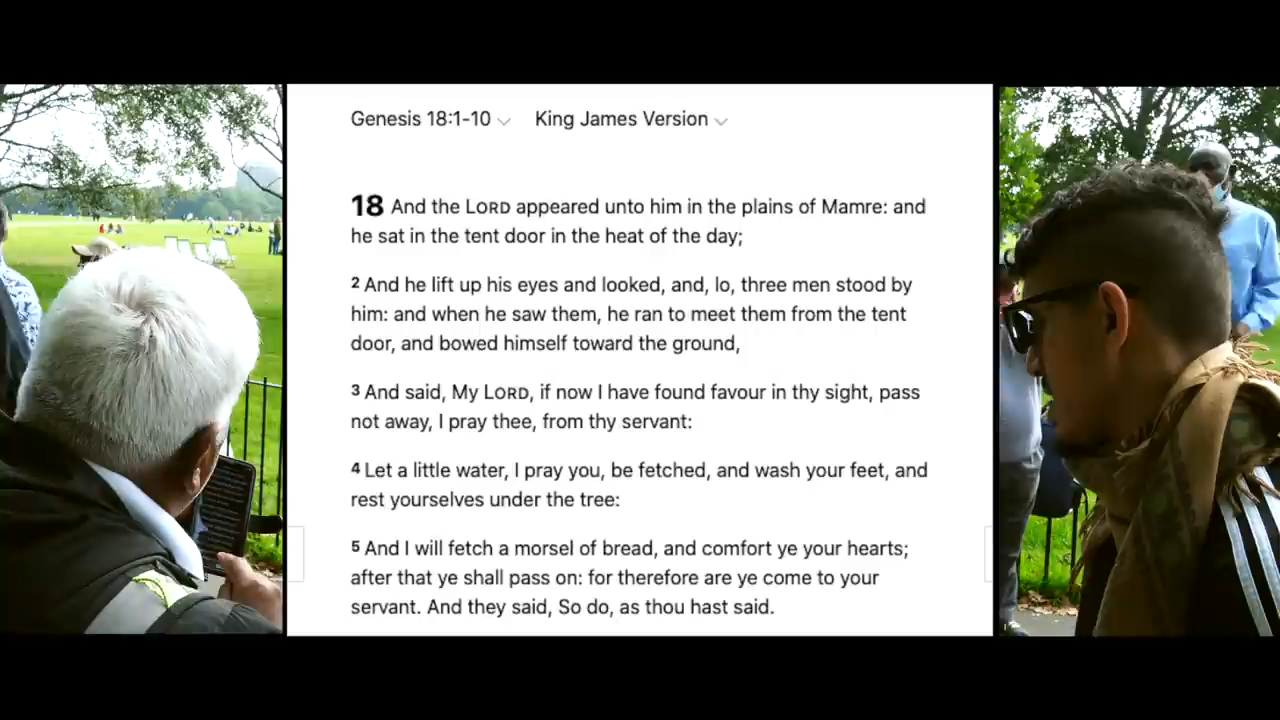 Genesis 18:1-10 King James Version
18 And the LORD appeared unto him in the plains of Mamre: and
he sat in the tent door in the heat of the day;
2 And he lift up his eyes and looked, and, lo, three men stood by
him: and when he saw them, he ran to meet them from the tent
door, and bowed himself toward the ground,
3 And said, My LORD, if now I have found favour in thy sight, pass
not away, I pray thee, from thy servant:
4 Let a little water, I pray you, be fetched, and wash your feet, and
rest yourselves under the tree:
5 And I will fetch a morsel of bread, and comfort ye your hearts;
after that ye shall pass on: for therefore are ye come to your
servant. And they said, So do, as thou hast said.